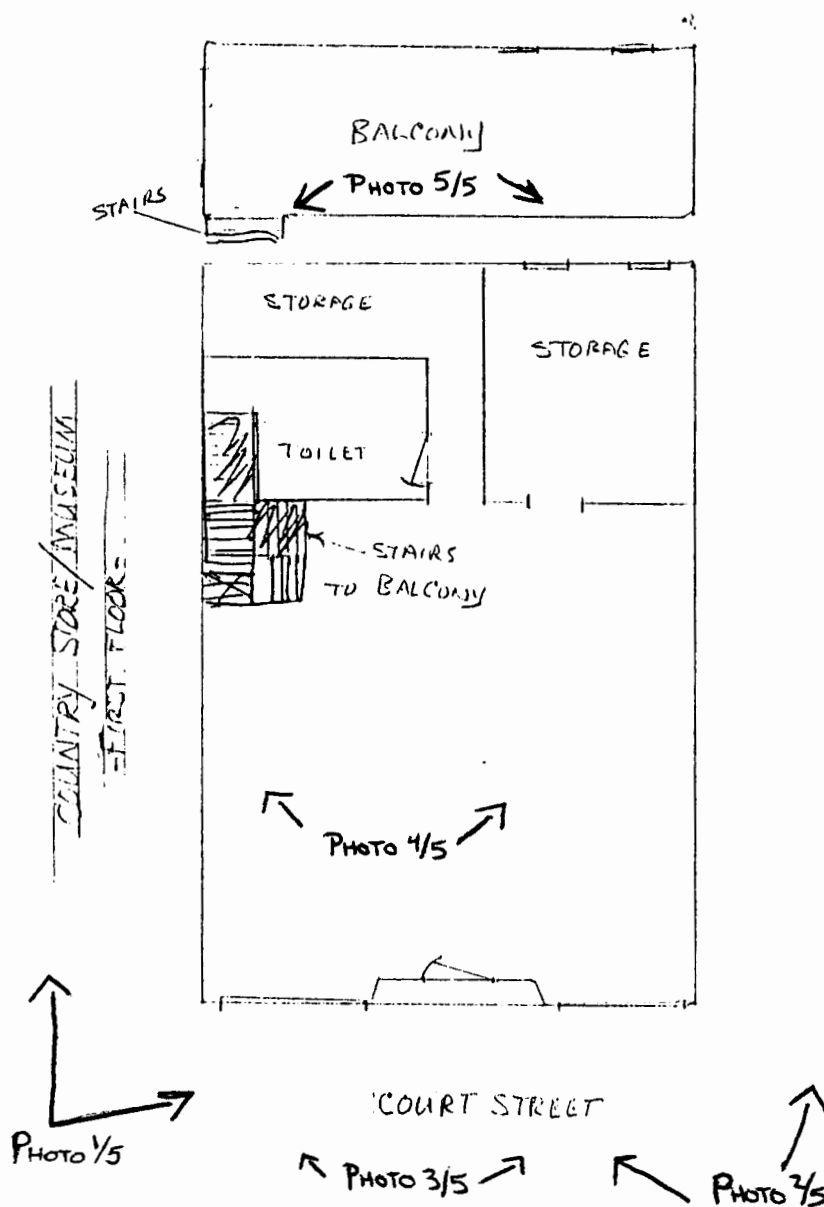 BALCONY
PHOTO 5/5
STAIRS
STORAGE
STORAGE
TOILET
STAIRS
TO BALCONY
COUNTRY STORE/MUSEUM
-FIRST FLOOR-
PHOTO 4/5
COURT STREET
PHOTO 1/5
PHOTO 3/5
PHOTO 2/5